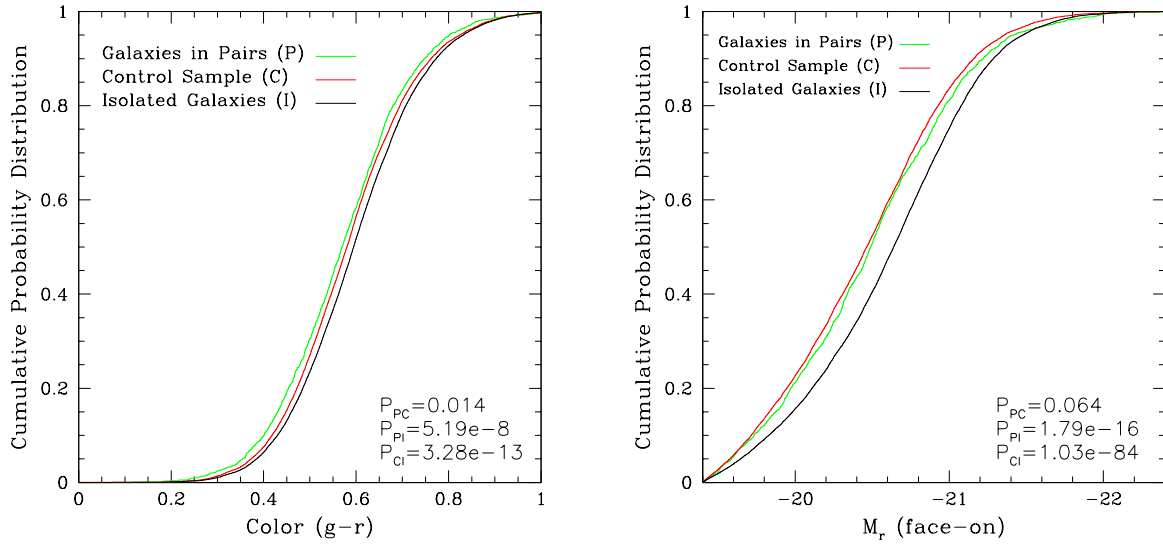 Cumulative Probability Distribution
1
0.8
0.6
0.4
0.2
0
Galaxies in Pairs (P)
Control Sample (C)
Isolated Galaxies (I)
P_PC=0.014
P_PI=5.19e-8
P_CI=3.28e-13
0 0.2 0.4 0.6 0.8 1
Color (g-r)
Cumulative Probability Distribution
1
0.8
0.6
0.4
0.2
0
Galaxies in Pairs (P)
Control Sample (C)
Isolated Galaxies (I)
P_PC=0.064
P_PI=1.79e-16
P_CI=1.03e-84
-20 -21 -22
M_r (face-on)